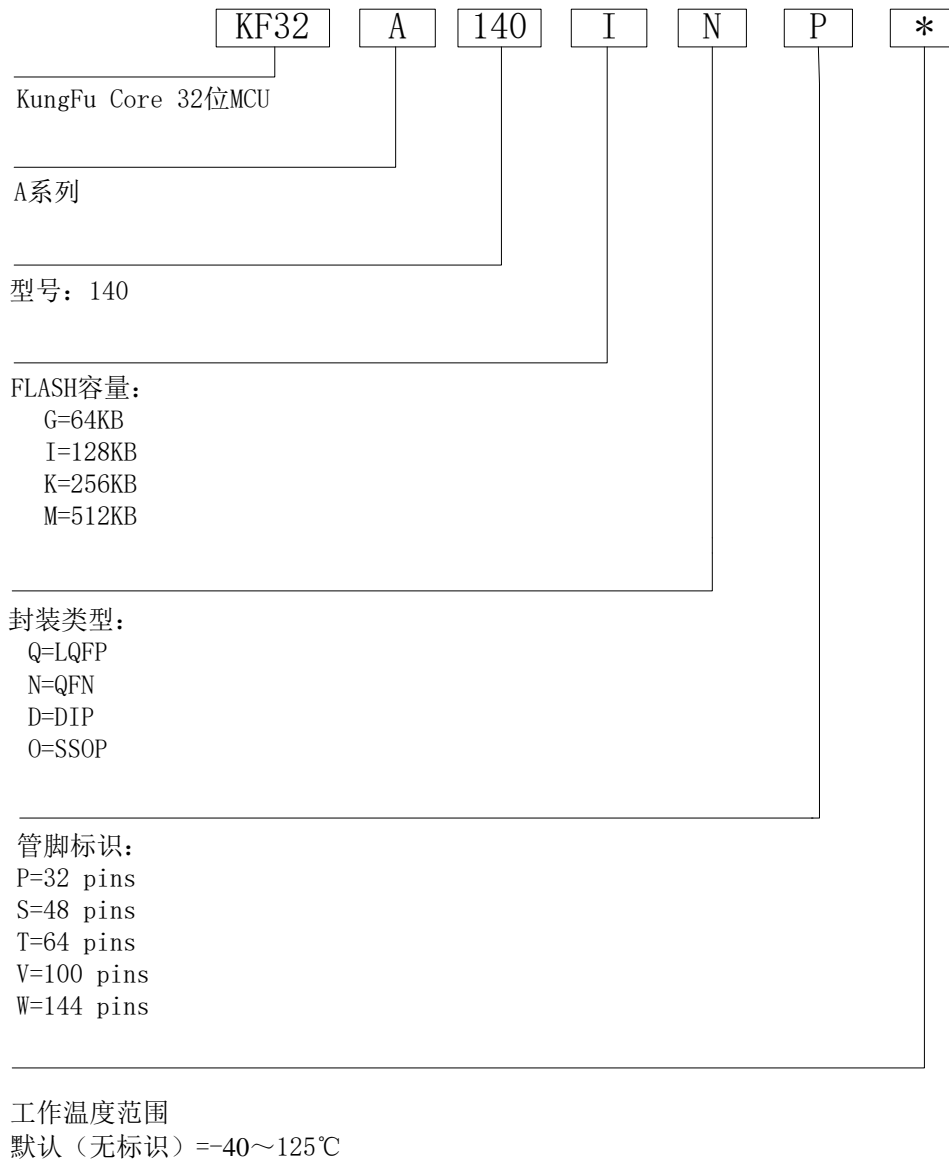 KF32 A 140 I N P *
KungFu Core 32位MCU
A系列
型号：140
FLASH容量：
G=64KB
I=128KB
K=256KB
M=512KB
封装类型：
Q=LQFP
N=QFN
D=DIP
O=SSOP
管脚标识：
P=32 pins
S=48 pins
T=64 pins
V=100 pins
W=144 pins
工作温度范围
默认（无标识）=-40～125℃